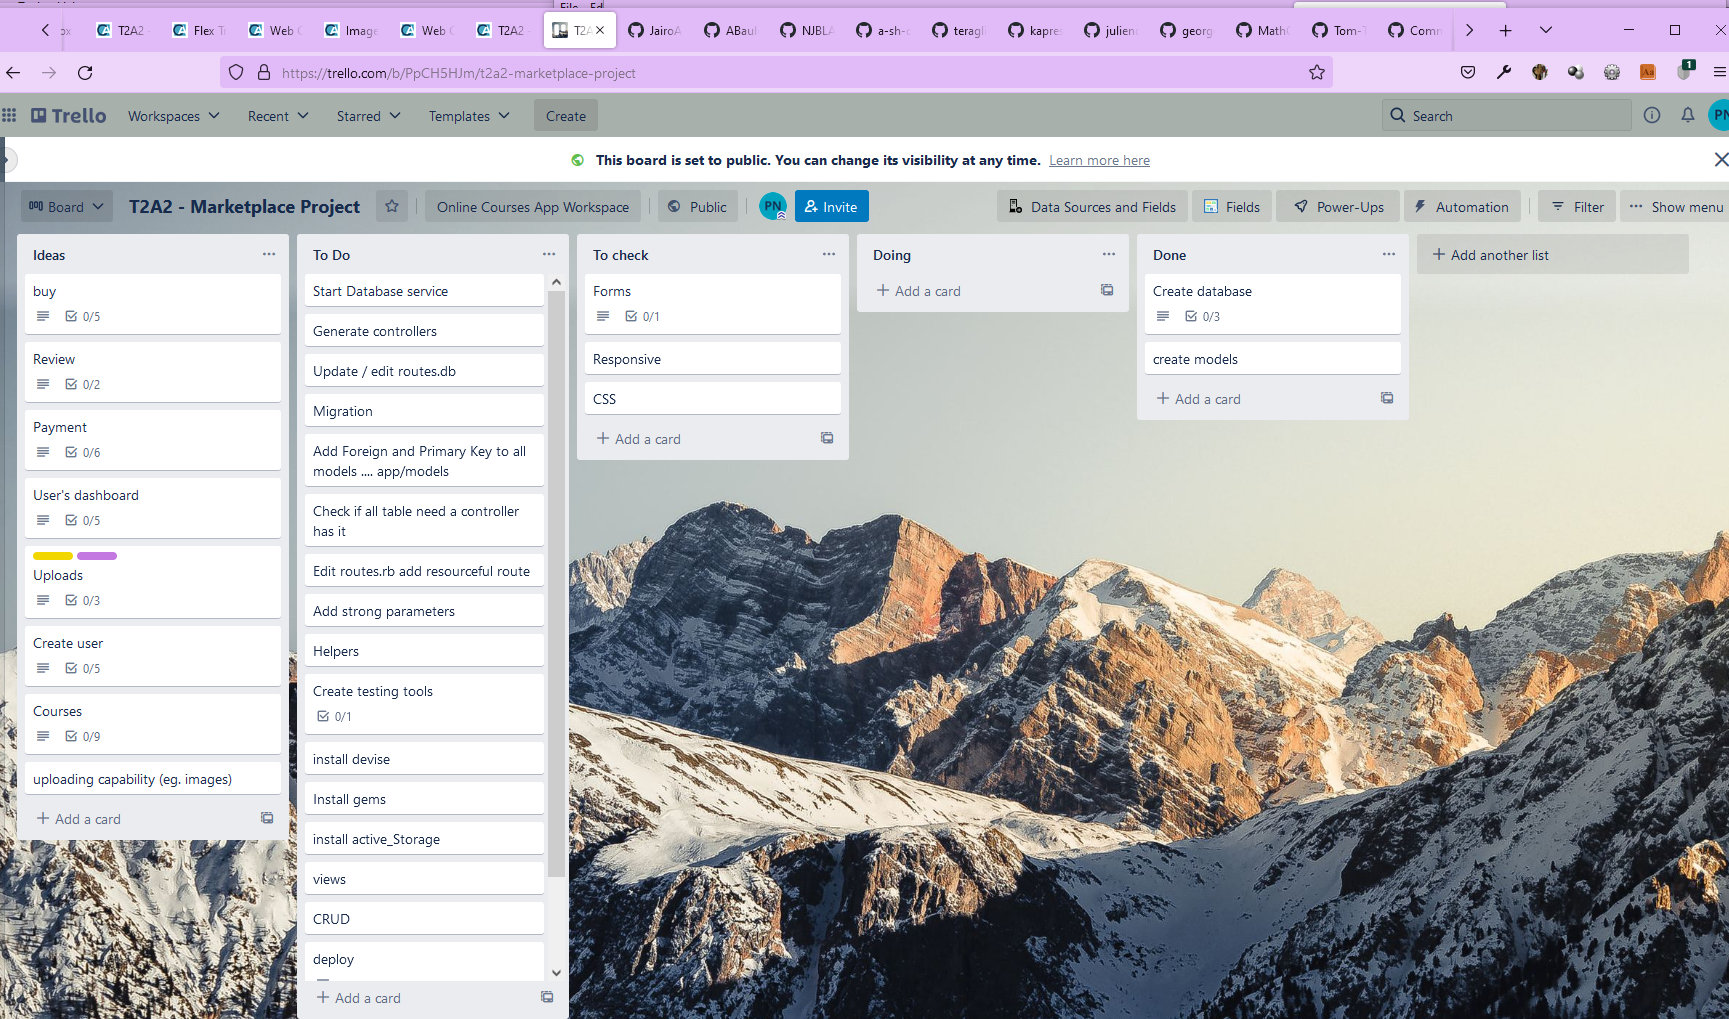 File Ed
T2A2
Flex T
Web C
Image
Web C
T2A2
T2A
JairoA
ABaul
NJBLA
a-sh-
teragli
kapre
julien
georg
Math
Tom-
Comm
https://trello.com/b/PpCH5HJm/t2a2-marketplace-project
1
Trello
Workspaces
Recent
Starred
Templates
Create
Search
PN
This board is set to public. You can change its visibility at any time. Learn more here
Board
T2A2 - Marketplace Project
Online Courses App Workspace
Public
PN
Invite
Data Sources and Fields
Fields
Power-Ups
Automation
Filter
Show menu
Ideas
buy
0/5
Review
0/2
Payment
0/6
User's dashboard
0/5
Uploads
0/3
Create user
0/5
Courses
0/9
uploading capability (eg. images)
Add a card
To Do
Start Database service
Generate controllers
Update / edit routes.db
Migration
Add Foreign and Primary Key to all
models .... app/models
Check if all table need a controller
has it
Edit routes.rb add resourceful route
Add strong parameters
Helpers
Create testing tools
0/1
install devise
Install gems
install active_Storage
views
CRUD
deploy
Add a card
To check
Forms
0/1
Responsive
CSS
Add a card
Doing
Add a card
Done
Create database
0/3
create models
Add a card
Add another list